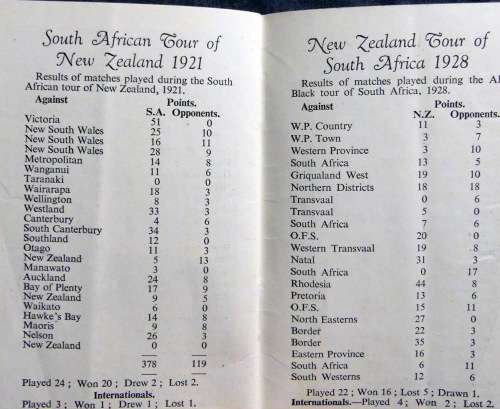 South African Tour of
New Zealand 1921
Results of matches played during the South
African tour of New Zealand, 1921.
Against Points.
S.A. Opponents.
Victoria 51 0
New South Wales 25 10
New South Wales 16 11
New South Wales 28 9
Metropolitan 14 8
Wanganui 11 6
Taranaki 0 0
Wairarapa 18 3
Wellington 8 3
Westland 33 3
Canterbury 4 6
South Canterbury 34 3
Southland 12 0
Otago 11 3
New Zealand 5 13
Manawato 3 0
Auckland 24 8
Bay of Plenty 17 9
New Zealand 9 5
Waikato 6 0
Hawke's Bay 14 8
Maoris 9 8
Nelson 26 3
New Zealand 0 0
378 119
Played 24 ; Won 20 ; Drew 2 ; Lost 2.
Internationals.
Played 3 ; Won 1 ; Drew 1 ; Lost 1.
New Zealand Tour of
South Africa 1928
Results of matches played during the Al
Black tour of South Africa, 1928.
Against Points.
N.Z. Opponents.
W.P. Country 11 3
W.P. Town 3 7
Western Province 3 10
South Africa 13 5
Griqualand West 19 10
Northern Districts 18 18
Transvaal 0 6
Transvaal 5 0
South Africa 7 6
O.F.S. 20 0
Western Transvaal 19 8
Natal 31 3
South Africa 0 17
Rhodesia 44 8
Pretoria 13 6
O.F.S. 15 11
North Easterns 27 0
Border 22 3
Border 35 3
Eastern Province 16 3
South Africa 6 11
South Westerns 12 6
Played 22 ; Won 16 ; Lost 5 ; Drawn 1.
Internationals.—Played 4; Won 2; Lost 2.